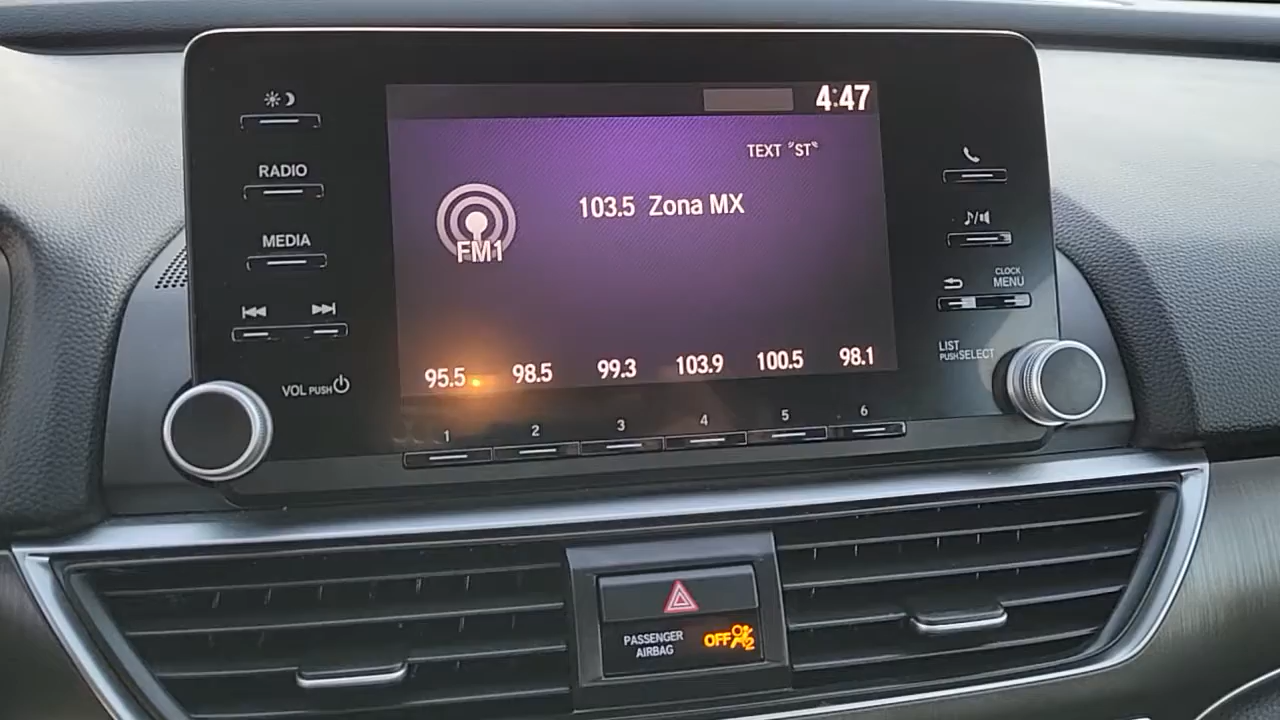 4:47
TEXT "ST"
RADIO
103.5 Zona MX
MEDIA
FM1
CLOCK
MENU
LIST
PUSH SELECT
VOL PUSH
95.5 98.5 99.3 103.9 100.5 98.1
1 2 3 4 5 6
PASSENGER
AIRBAG
OFF 2